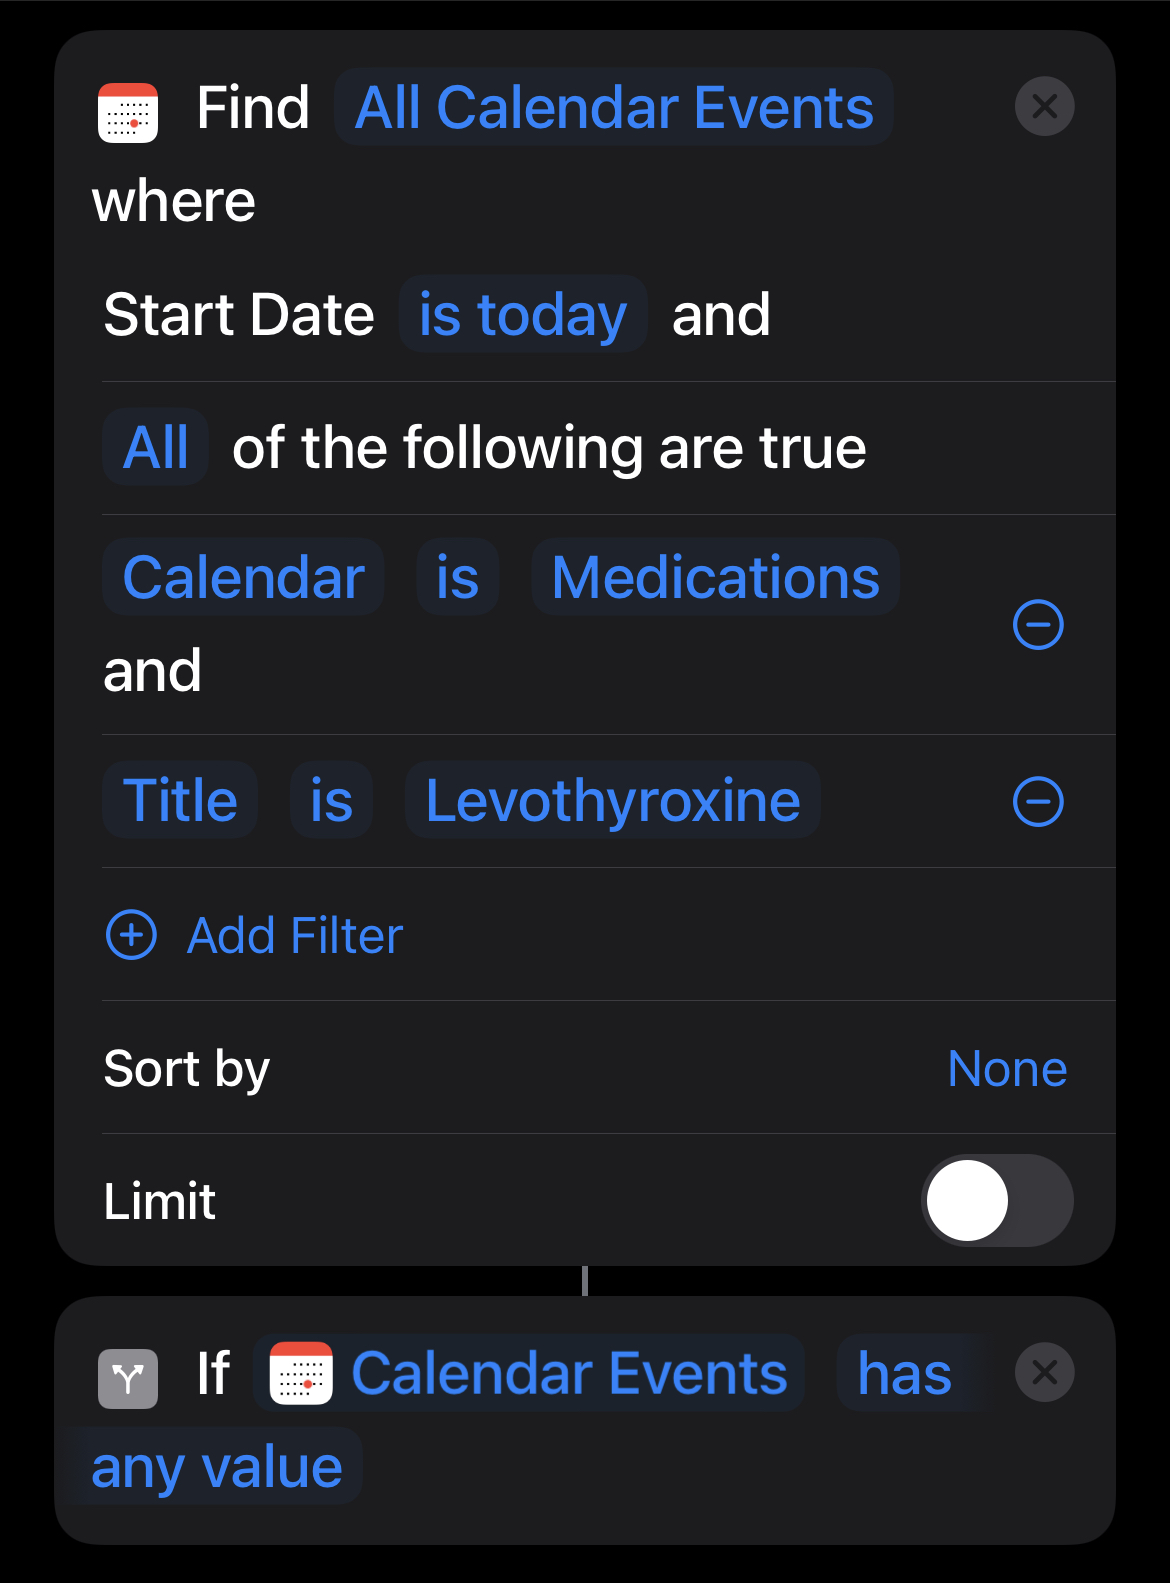 Find All Calendar Events
where
Start Date is today and
All of the following are true
Calendar is Medications
and
Title is Levothyroxine
Add Filter
Sort by None
Limit
If Calendar Events has
any value